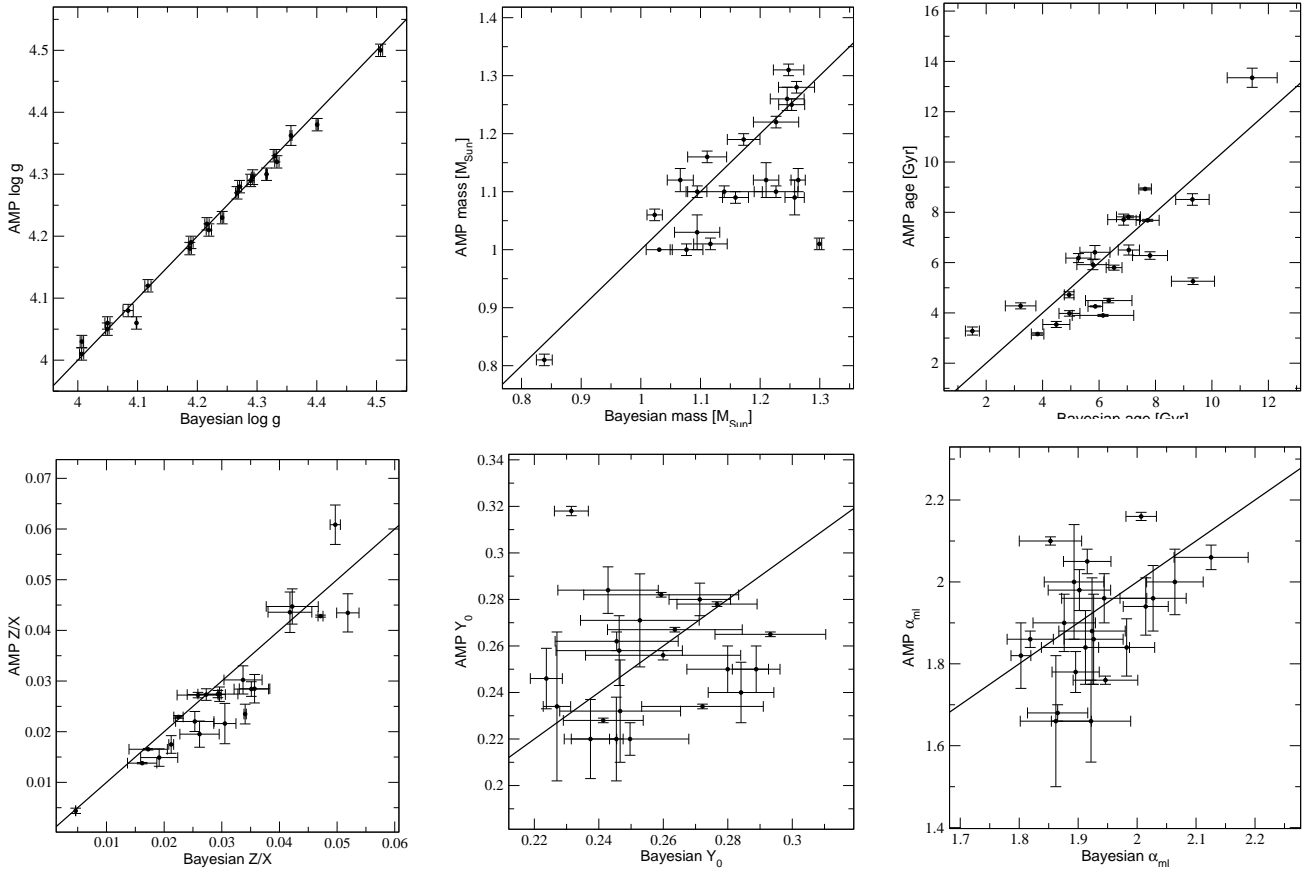 4.5
4.4
4.3
4.2
4.1
4
AMP log g
4 4.1 4.2 4.3 4.4 4.5
Bayesian log g
1.4
1.3
1.2
1.1
1
0.9
0.8
AMP mass [M_Sun]
0.8 0.9 1 1.1 1.2 1.3
Bayesian mass [M_Sun]
16
14
12
10
8
6
4
2
AMP age [Gyr]
2 4 6 8 10 12
Bayesian age [Gyr]
0.07
0.06
0.05
0.04
0.03
0.02
0.01
AMP Z/X
0.01 0.02 0.03 0.04 0.05 0.06
Bayesian Z/X
0.34
0.32
0.3
0.28
0.26
0.24
0.22
0.2
AMP Y_0
0.22 0.24 0.26 0.28 0.3
Bayesian Y_0
2.2
2
1.8
1.6
1.4
AMP α_ml
1.7 1.8 1.9 2 2.1 2.2
Bayesian α_ml